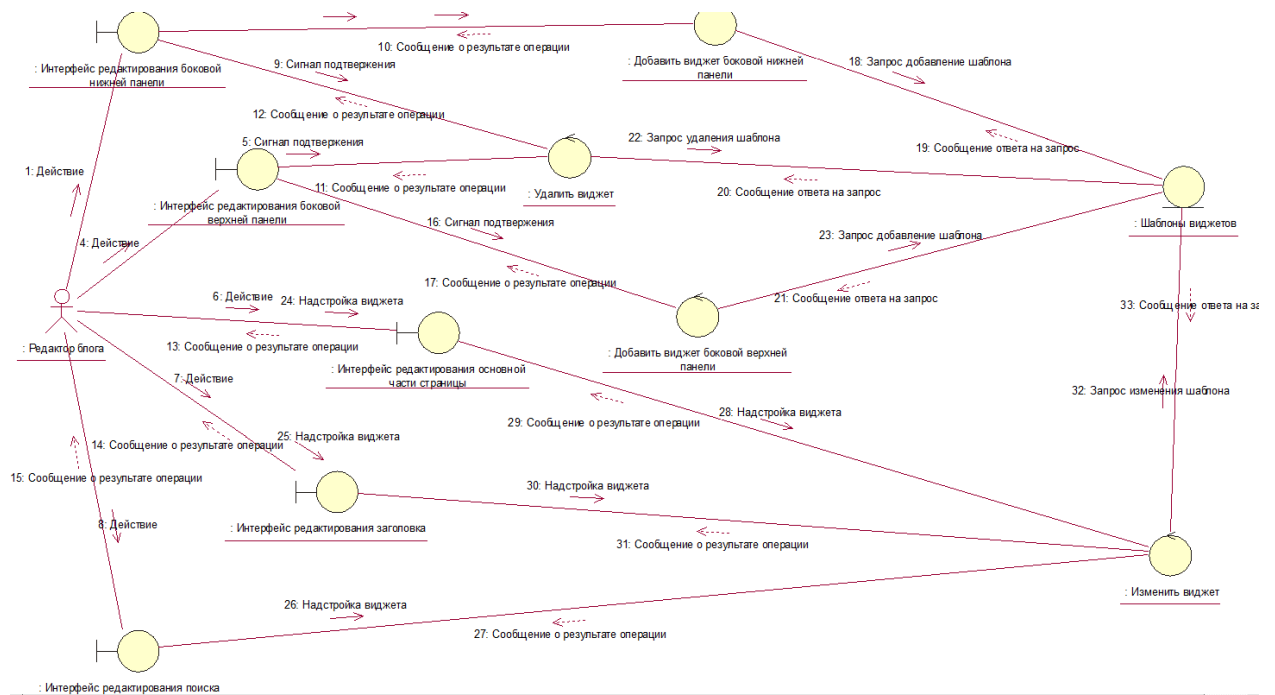 10: Сообщение о результате операции
: Интерфейс редактирования боковой
нижней панели
9: Сигнал подтвержения
: Добавить виджет боковой нижней
панели
18: Запрос добавление шаблона
12: Сообщение о результате операции
5: Сигнал подтвержения
22: Запрос удаления шаблона
19: Сообщение ответа на запрос
1: Действие
11: Сообщение о результате операции
: Удалить виджет
20: Сообщение ответа на запрос
: Интерфейс редактирования боковой
верхней панели
16: Сигнал подтвержения
: Шаблоны виджетов
4: Действие
23: Запрос добавление шаблона
17: Сообщение о результате операции
6: Действие
24: Надстройка виджета
21: Сообщение ответа на запрос
33: Сообщение ответа на за
: Редактор блога
13: Сообщение о результате операции
: Добавить виджет боковой верхней
панели
: Интерфейс редактирования основной
части страницы
7: Действие
32: Запрос изменения шаблона
28: Надстройка виджета
29: Сообщение о результате операции
25: Надстройка виджета
14: Сообщение о результате операции
15: Сообщение о результате операции
30: Надстройка виджета
8: Действие
: Интерфейс редактирования заголовка
31: Сообщение о результате операции
: Изменить виджет
26: Надстройка виджета
27: Сообщение о результате операции
: Интерфейс редактирования поиска